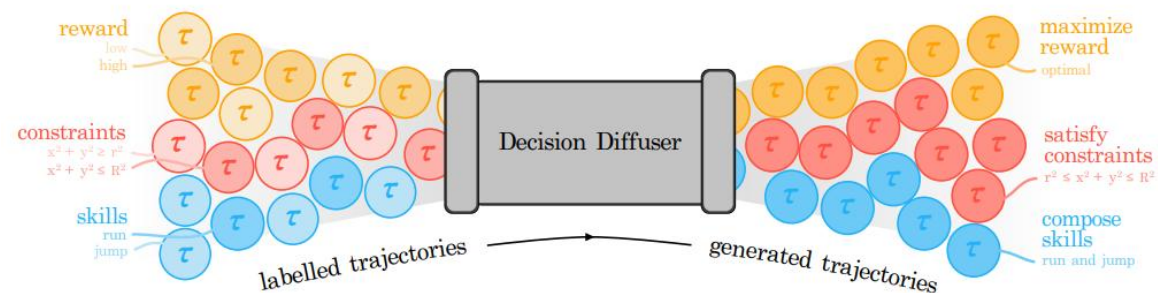 reward
low
high
constraints
x² + y² ≥ r²
x² + y² ≤ R²
skills
run
jump
τ τ τ τ τ τ τ
τ τ τ τ τ τ
τ τ τ τ τ τ
Decision Diffuser
labelled trajectories
generated trajectories
τ τ τ τ τ τ
τ τ τ τ τ τ
τ τ τ τ τ
maximize
reward
optimal
satisfy
constraints
r² ≤ x² + y² ≤ R²
compose
skills
run and jump